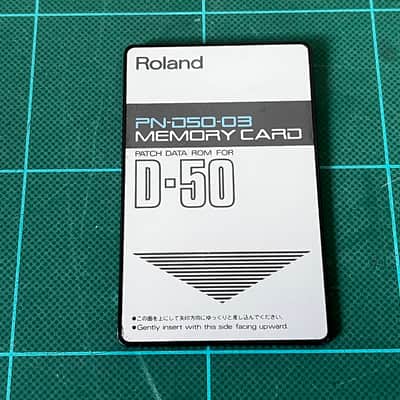 Roland
PN-D50-03
MEMORY CARD
PATCH DATA ROM FOR
D-50
●この面を上にして矢印方向にゆっくりと差し込んでください。
●Gently insert with this side facing upward.